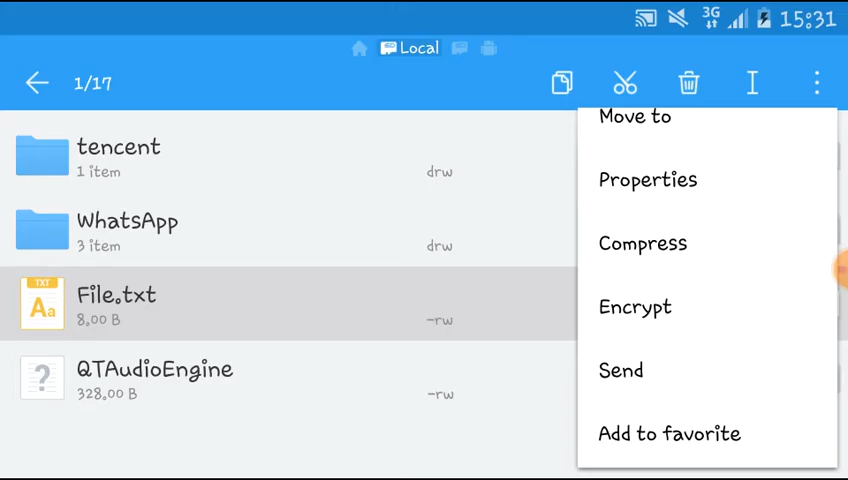 3G 15:31
Local
1/17
tencent
1 item drw
WhatsApp
3 item drw
TXT
Aa
File.txt
8,00 B -rw
?
QTAudioEngine
328,00 B -rw
Move to
Properties
Compress
Encrypt
Send
Add to favorite